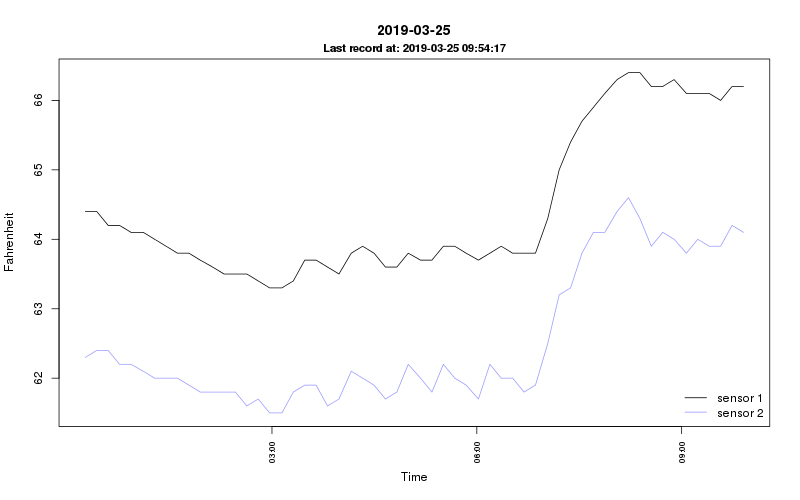 2019-03-25
Last record at: 2019-03-25 09:54:17
Fahrenheit
66
65
64
63
62
sensor 1
sensor 2
03:00
06:00
09:00
Time